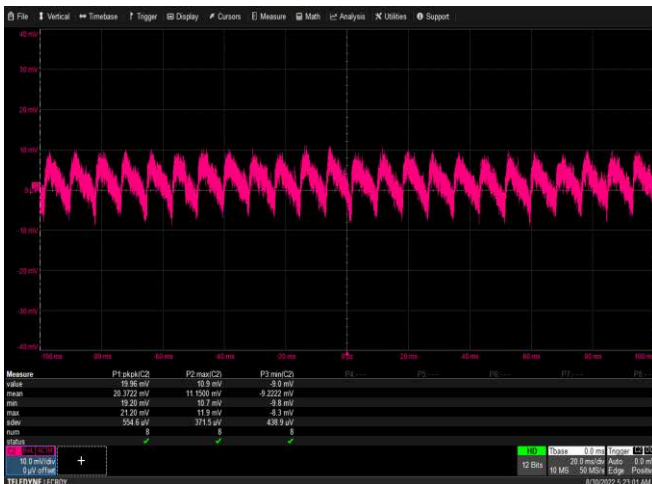 File Vertical Timebase Trigger Display Cursors Measure Math Analysis Utilities Support
40 mV
30 mV
20 mV
10 mV
0 µV
-10 mV
-20 mV
-30 mV
-40 mV
-100 ms -80 ms -60 ms -40 ms -20 ms 0 ps 20 ms 40 ms 60 ms 80 ms 100 ms
Measure P1:pkpk(C2) P2:max(C2) P3:min(C2) P4:--- P5:--- P6:--- P7:--- P8:---
value 19.96 mV 10.9 mV -9.0 mV
mean 20.3722 mV 11.1500 mV -9.2222 mV
min 19.20 mV 10.7 mV -9.8 mV
max 21.20 mV 11.9 mV -8.3 mV
sdev 554.6 µV 371.5 µV 438.9 µV
num 8 8 8
status
C2
10.0 mV/div
0 µV offset
+
HD
12 Bits
Tbase 0.0 ms
20.0 ms/div
10 MS 50 MS/s
Trigger C2
Auto 0.0 m
Edge Positiv
TELEDYNE LECROY 8/30/2022 5:23:01 AM